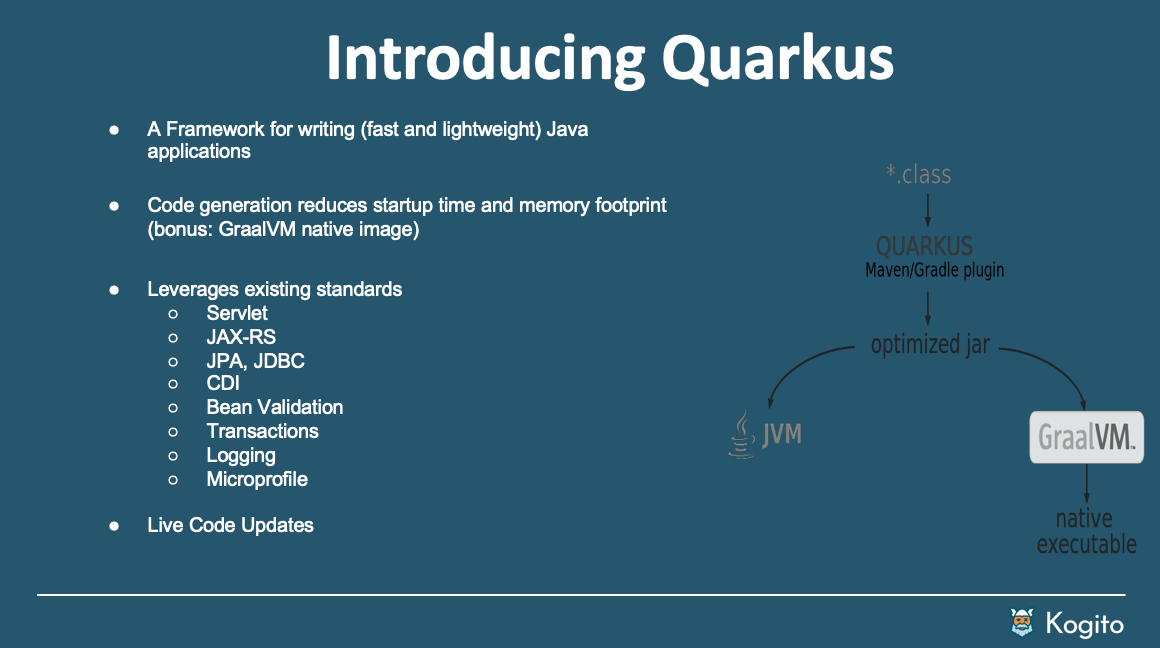 Introducing Quarkus
● A Framework for writing (fast and lightweight) Java
applications
● Code generation reduces startup time and memory footprint
(bonus: GraalVM native image)
● Leverages existing standards
○ Servlet
○ JAX-RS
○ JPA, JDBC
○ CDI
○ Bean Validation
○ Transactions
○ Logging
○ Microprofile
● Live Code Updates
*.class
QUARKUS
Maven/Gradle plugin
optimized jar
JVM
GraalVM™
native
executable
Kogito